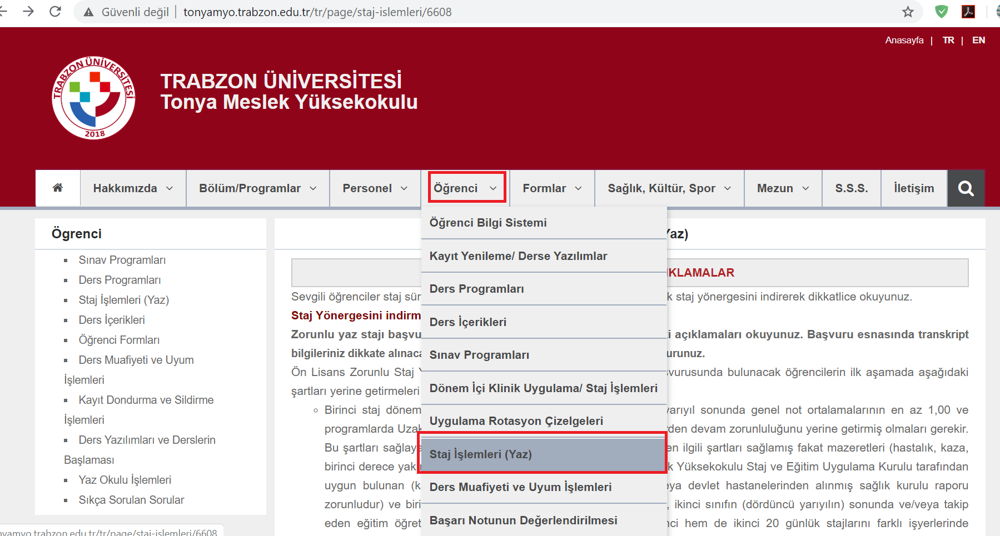 Güvenli değil | tonyamyo.trabzon.edu.tr/tr/page/staj-islemleri/6608
Anasayfa | TR | EN
TRABZON ÜNİVERSİTESİ
2018
TRABZON ÜNİVERSİTESİ
Tonya Meslek Yüksekokulu
Hakkımızda Bölüm/Programlar Personel Öğrenci Formlar Sağlık, Kültür, Spor Mezun S.S.S. İletişim
Ögrenci
Sınav Programları
Ders Programları
Staj İşlemleri (Yaz)
Ders İçerikleri
Öğrenci Formları
Ders Muafiyeti ve Uyum
İşlemleri
Kayıt Dondurma ve Sildirme
İşlemleri
Ders Yazılımları ve Derslerin
Başlaması
Yaz Okulu İşlemleri
Sıkça Sorulan Sorular
Öğrenci Bilgi Sistemi
Kayıt Yenileme/ Derse Yazılımlar
Ders Programları
Ders İçerikleri
Sınav Programları
Dönem İçi Klinik Uygulama/ Staj İşlemleri
Uygulama Rotasyon Çizelgeleri
Staj İşlemleri (Yaz)
Ders Muafiyeti ve Uyum İşlemleri
Başarı Notunun Değerlendirilmesi
Yaz)
KLAMALAR
Sevgili öğrenciler staj sür k staj yönergesini indirerek dikkatlice okuyunuz.
Staj Yönergesini indirm
Zorunlu yaz stajı başvu i açıklamaları okuyunuz. Başvuru esnasında transkript
bilgileriniz dikkate alınaca urunuz.
Ön Lisans Zorunlu Staj Y şvurusunda bulunacak öğrencilerin ilk aşamada aşağıdaki
şartları yerine getirmeleri
Birinci staj dönem yarıyıl sonunda genel not ortalamalarının en az 1,00 ve
programlarda Uzak rden devam zorunluluğunu yerine getirmiş olmaları gerekir.
Bu şartları sağlaya en ilgili şartları sağlamış fakat mazeretleri (hastalık, kaza,
birinci derece yakın k Yüksekokulu Staj ve Eğitim Uygulama Kurulu tarafından
uygun bulunan (k eya devlet hastanelerinden alınmış sağlık kurulu raporu
zorunludur) ve biri , ikinci sınıfın (dördüncü yarıyılın) sonunda ve/veya takip
eden eğitim öğret nci hem de ikinci 20 günlük stajlarını farklı işyerlerinde
nyamyo.trabzon.edu.tr/tr/page/staj-islemleri/6608